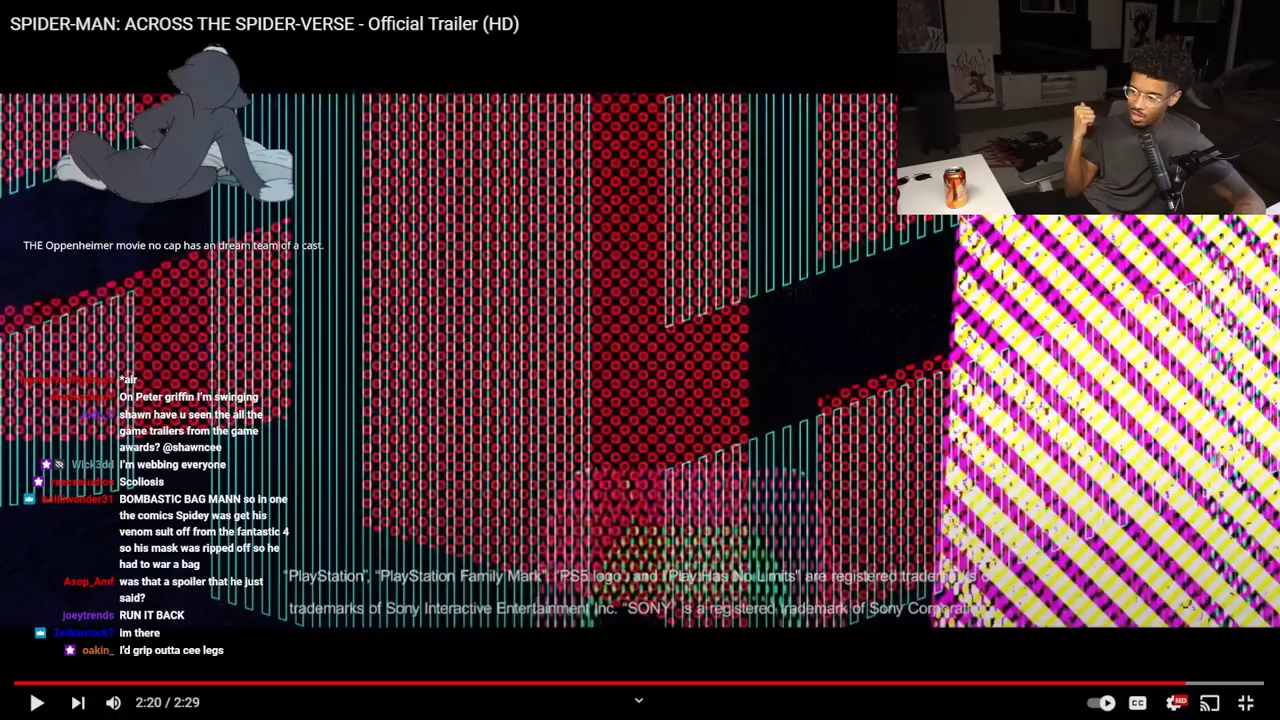 SPIDER-MAN: ACROSS THE SPIDER-VERSE - Official Trailer (HD)
THE Oppenheimer movie no cap has an dream team of a cast.
*air
On Peter griffin I'm swinging
shawn have u seen the all the
game trailers from the game
awards? @shawncee
Wick3dd I'm webbing everyone
Scoliosis
BOMBASTIC BAG MANN so in one
the comics Spidey was get his
venom suit off from the fantastic 4
so his mask was ripped off so he
had to war a bag
Asop_Amf was that a spoiler that he just
said?
joeytrends RUN IT BACK
im there
oakin_ I'd grip outta cee legs
"PlayStation", "PlayStation Family Mark", "PS5 logo" and "Play Has No Limits" are registered trademarks o
trademarks of Sony Interactive Entertainment Inc. "SONY" is a registered trademark of Sony Corporation.
2:20 / 2:29
CC
HD